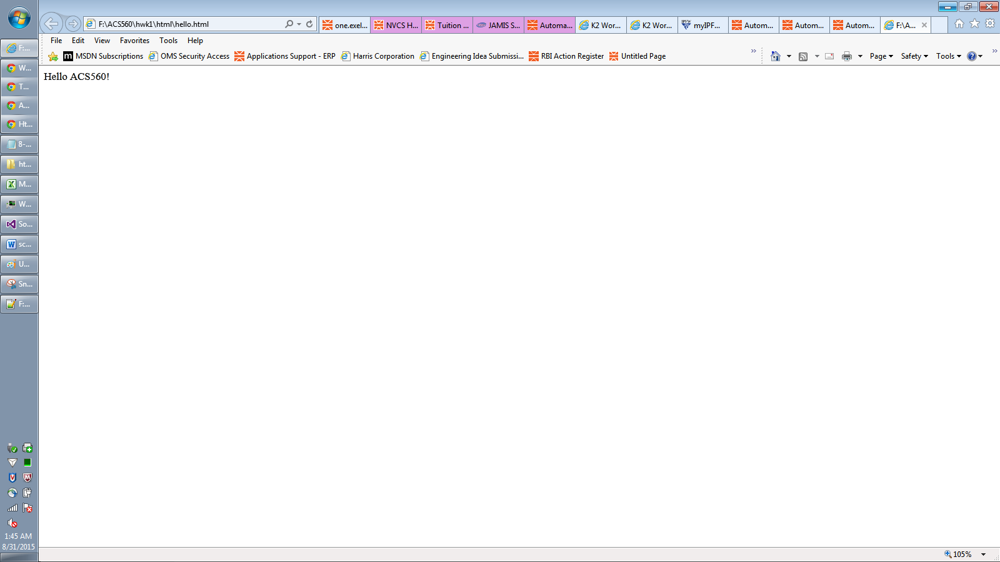 F:\ACS560\hwk1\html\hello.html
one.exel...
NVCS H...
Tuition ...
JAMIS S...
Automa...
K2 Wor...
K2 Wor...
myIPF...
Autom...
Autom...
Autom...
F:\A...
File Edit View Favorites Tools Help
MSDN Subscriptions OMS Security Access Applications Support - ERP Harris Corporation Engineering Idea Submissi... RBI Action Register Untitled Page
Page Safety Tools
Hello ACS560!
F:...
W...
T...
A...
Ht...
8-...
ht...
M...
W...
So...
sc...
U...
Sn...
F:...
1:45 AM
8/31/2015
105%